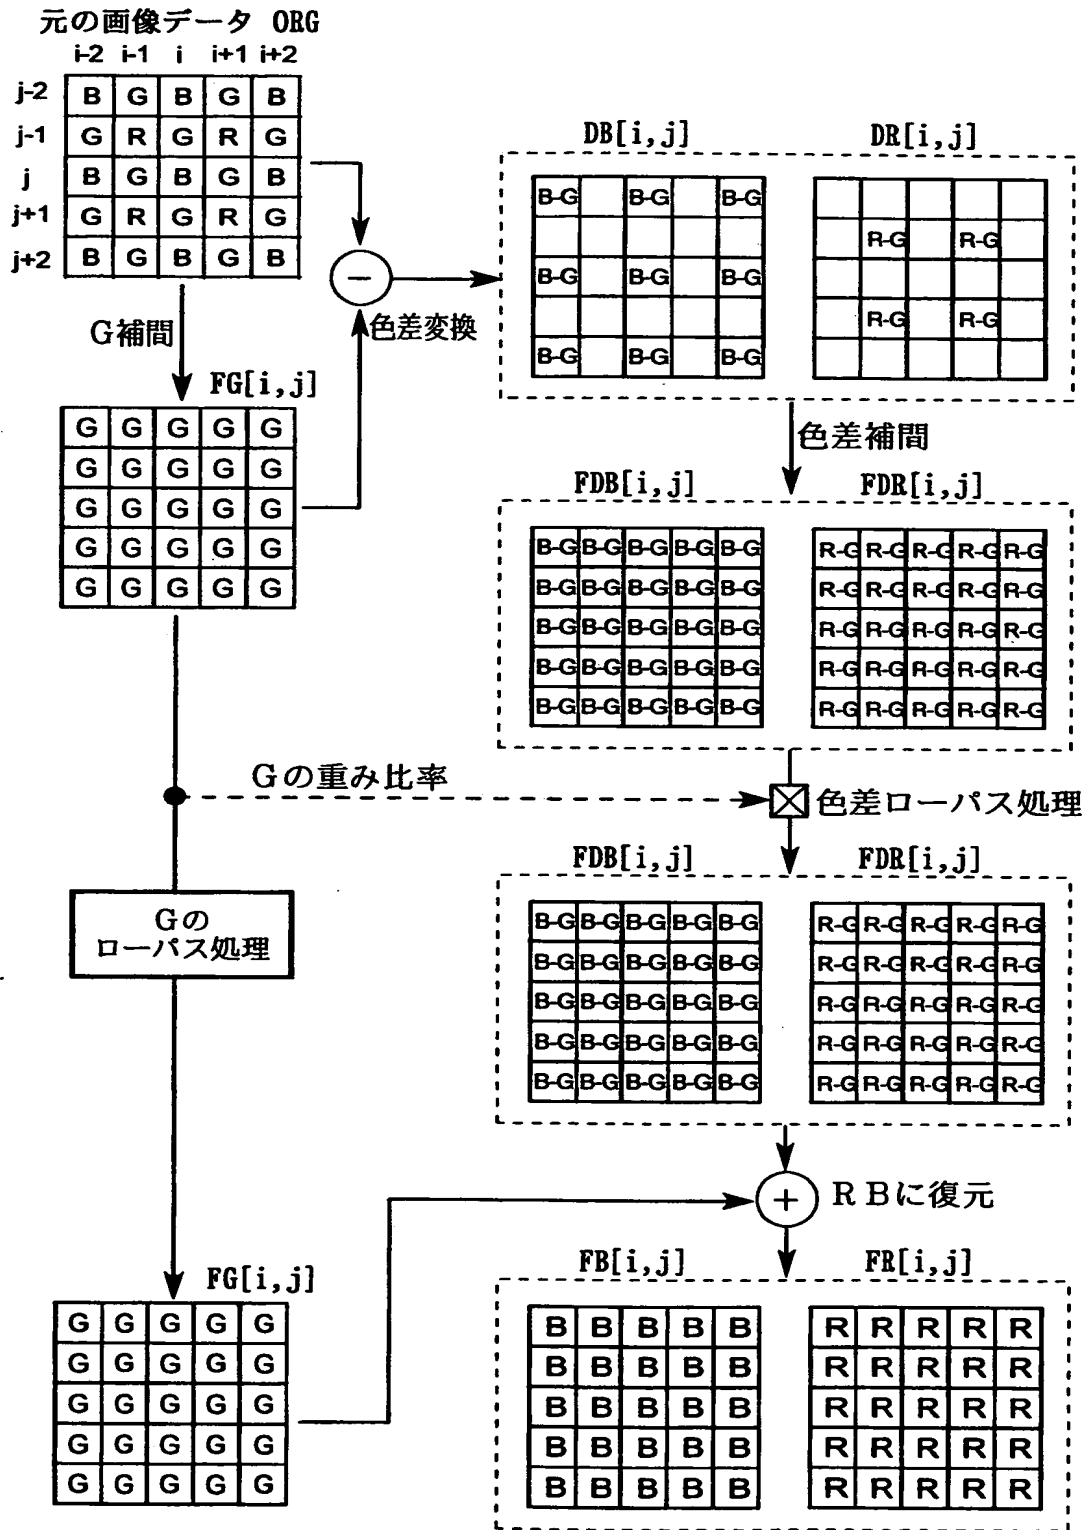 元の画像データ ORG
i-2 i-1 i i+1 i+2
j-2 B G B G B
j-1 G R G R G
j B G B G B
j+1 G R G R G
j+2 B G B G B
DB[i,j] DR[i,j]
B-G B-G B-G
R-G R-G
B-G B-G B-G
R-G R-G
B-G B-G B-G
−
色差変換
G補間
FG[i,j]
G G G G G
G G G G G
G G G G G
G G G G G
G G G G G
色差補間
FDB[i,j] FDR[i,j]
B-G B-G B-G B-G B-G R-G R-G R-G R-G R-G
B-G B-G B-G B-G B-G R-G R-G R-G R-G R-G
B-G B-G B-G B-G B-G R-G R-G R-G R-G R-G
B-G B-G B-G B-G B-G R-G R-G R-G R-G R-G
B-G B-G B-G B-G B-G R-G R-G R-G R-G R-G
Gの重み比率
色差ローパス処理
FDB[i,j] FDR[i,j]
B-G B-G B-G B-G B-G R-G R-G R-G R-G R-G
B-G B-G B-G B-G B-G R-G R-G R-G R-G R-G
B-G B-G B-G B-G B-G R-G R-G R-G R-G R-G
B-G B-G B-G B-G B-G R-G R-G R-G R-G R-G
B-G B-G B-G B-G B-G R-G R-G R-G R-G R-G
Gの
ローパス処理
+
RBに復元
FG[i,j]
G G G G G
G G G G G
G G G G G
G G G G G
G G G G G
FB[i,j] FR[i,j]
B B B B B R R R R R
B B B B B R R R R R
B B B B B R R R R R
B B B B B R R R R R
B B B B B R R R R R